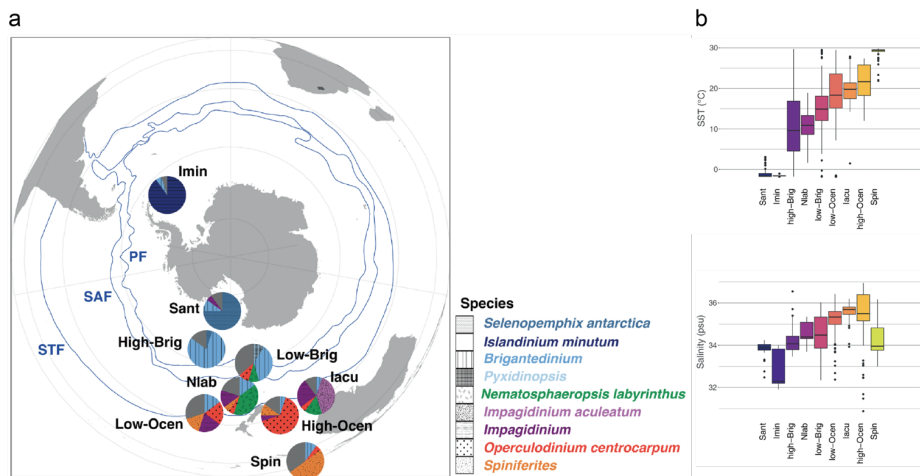 a
b
Imin
PF
SAF
STF
Sant
High-Brig
Low-Brig
Nlab
Iacu
Low-Ocen
High-Ocen
Spin
Species
Selenopemphix antarctica
Islandinium minutum
Brigantedinium
Pyxidinopsis
Nematosphaeropsis labyrinthus
Impagidinium aculeatum
Impagidinium
Operculodinium centrocarpum
Spiniferites
SST (°C)
30
20
10
0
Sant
Imin
high-Brig
Nlab
low-Brig
low-Ocen
Iacu
high-Ocen
Spin
Salinity (psu)
36
34
32
Sant
Imin
high-Brig
Nlab
low-Brig
low-Ocen
Iacu
high-Ocen
Spin